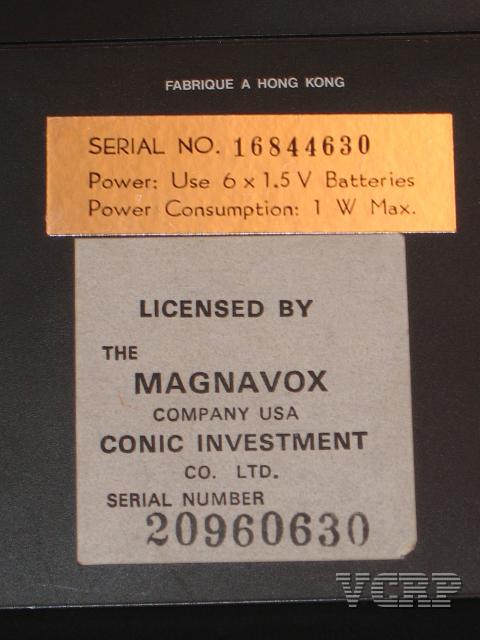 FABRIQUE A HONG KONG
SERIAL NO. 16844630
Power: Use 6 x 1.5 V Batteries
Power Consumption: 1 W Max.
LICENSED BY
THE
MAGNAVOX
COMPANY USA
CONIC INVESTMENT
CO. LTD.
SERIAL NUMBER
20960630
VCRP